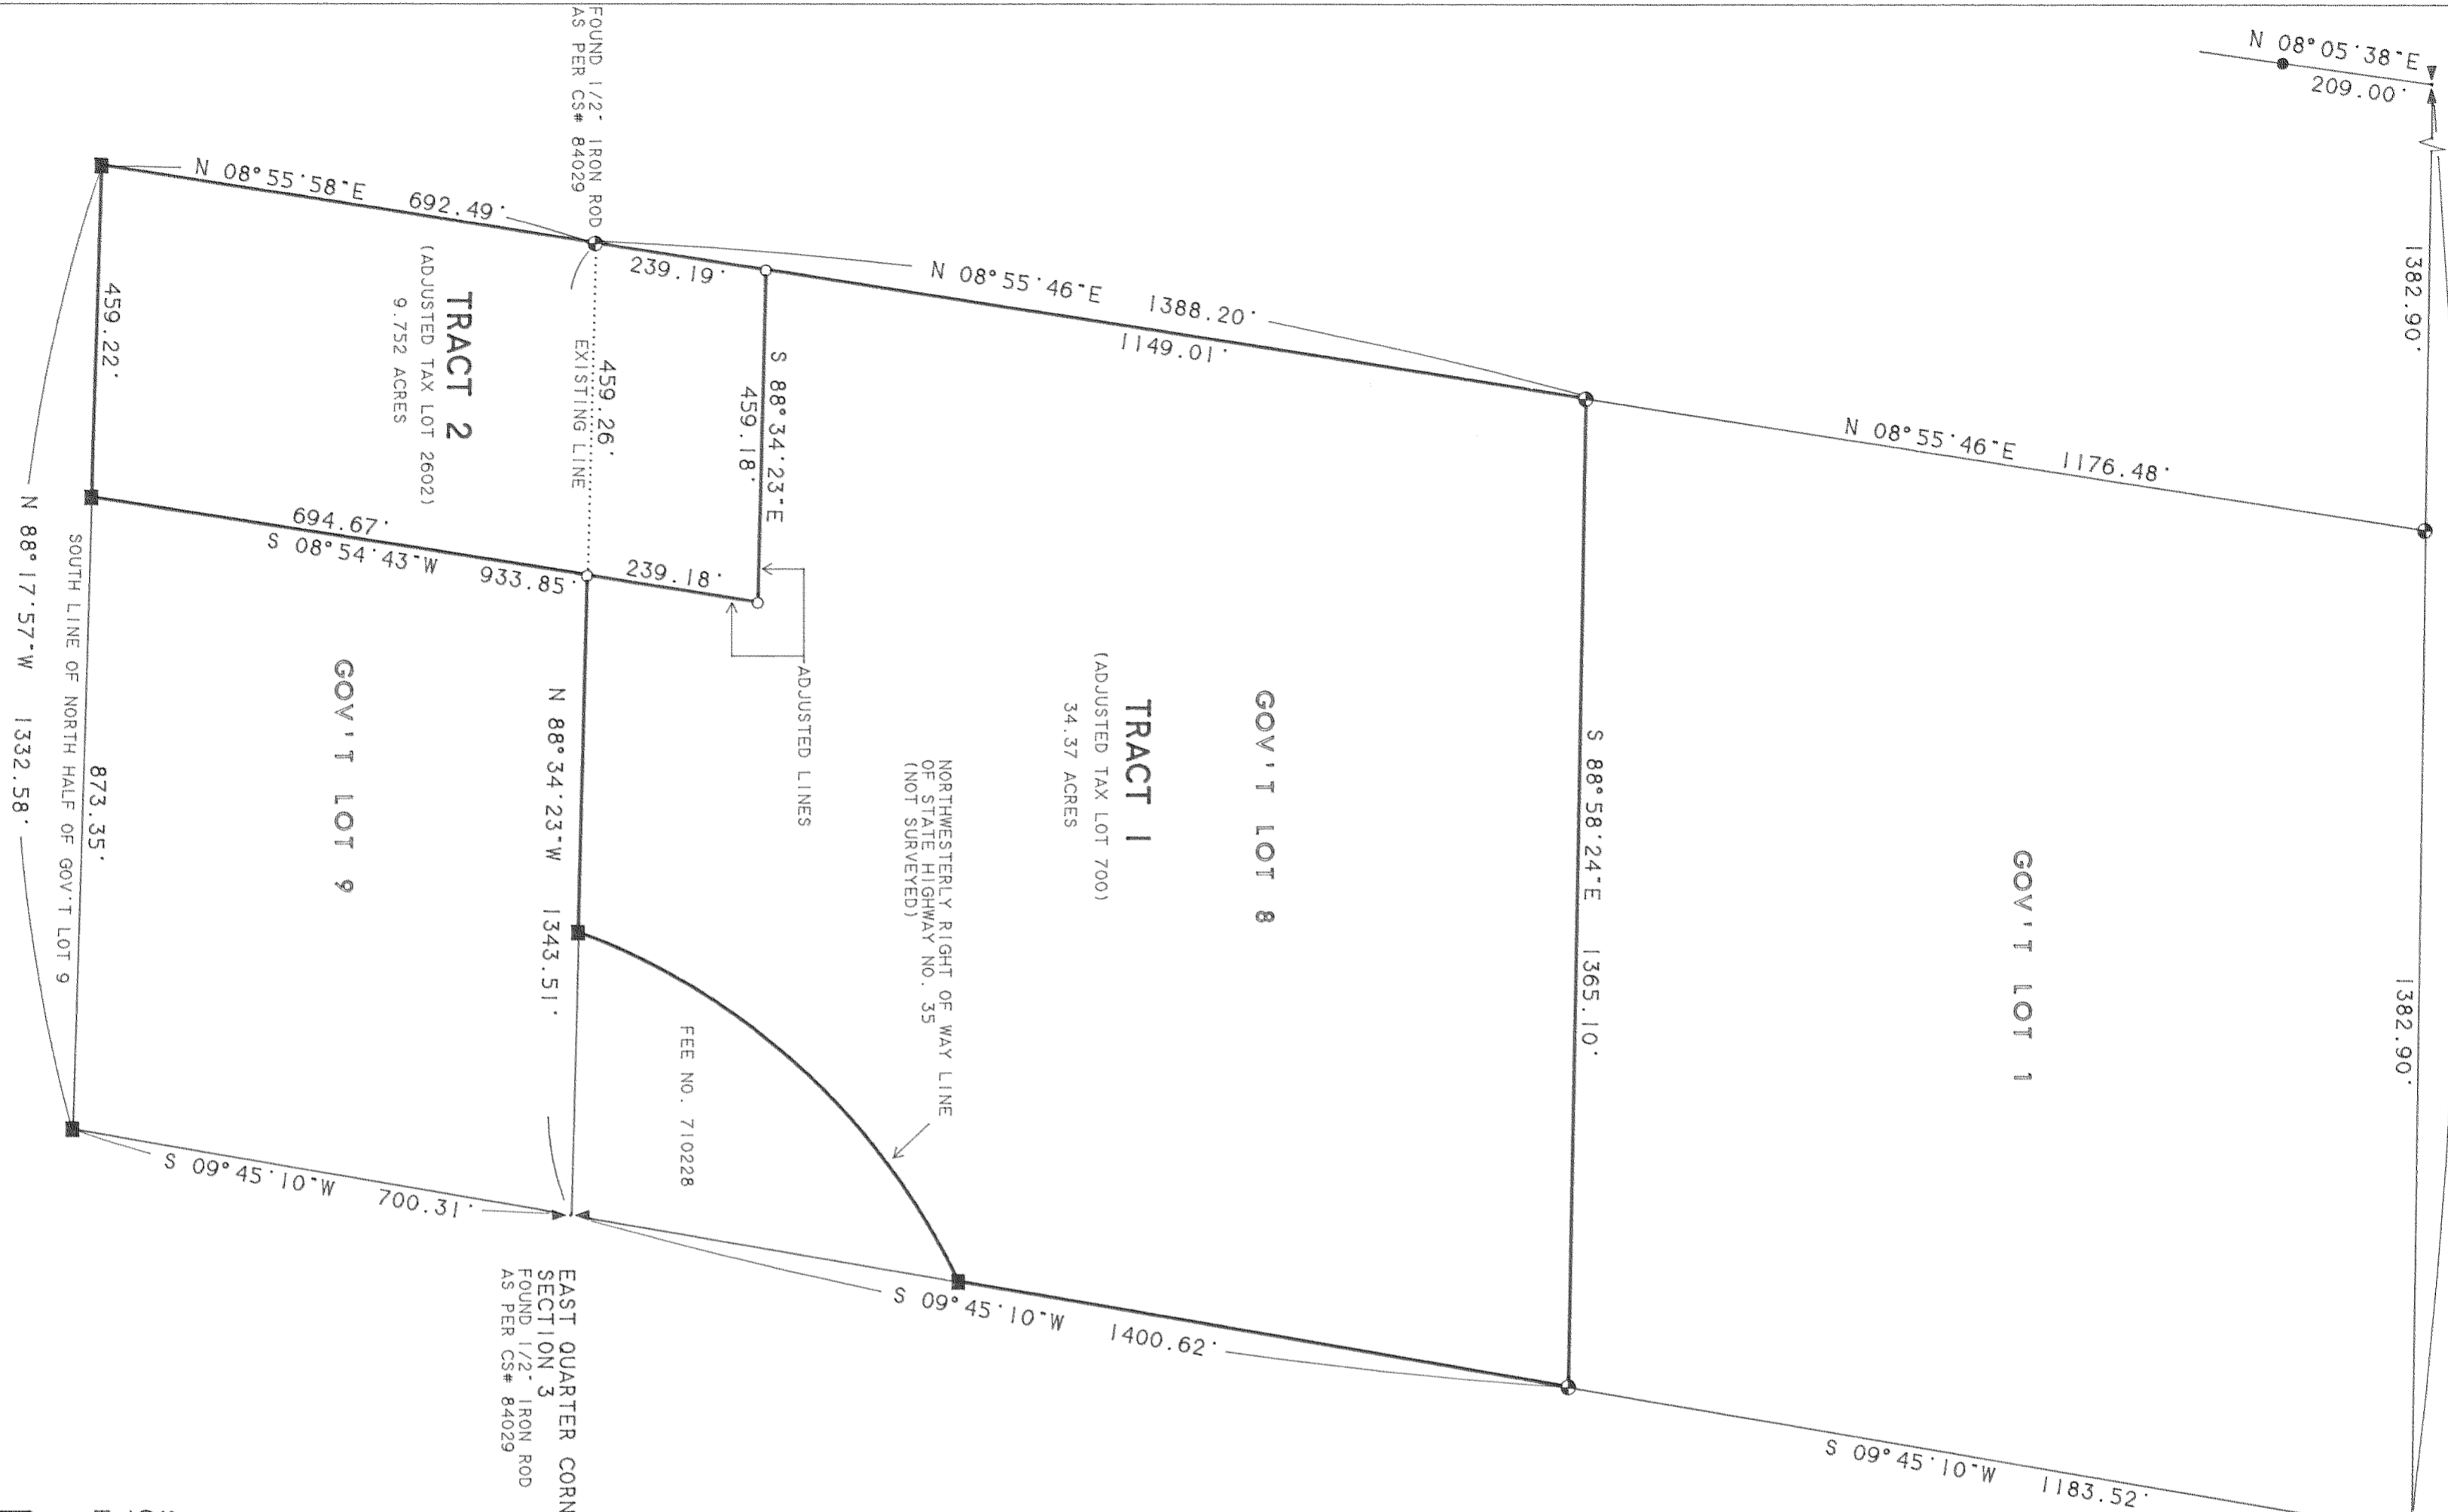 N 08°05'38"E
209.00'
1382.90'
1382.90'
N 08°55'46"E 1176.48'
GOV'T LOT 1
S 09°45'10"W 1183.52'
S 88°58'24"E 1365.10'
N 08°55'46"E 1388.20'
1149.01'
GOV'T LOT 8
TRACT 1
(ADJUSTED TAX LOT 700)
34.37 ACRES
NORTHWESTERLY RIGHT OF WAY LINE
OF STATE HIGHWAY NO. 35
(NOT SURVEYED)
S 09°45'10"W 1400.62'
FEE NO. 710228
ADJUSTED LINES
S 88°34'23"E
459.18'
239.19'
239.18'
FOUND 1/2" IRON ROD
AS PER CS# 84029
459.26'
EXISTING LINE
N 88°34'23"W 1343.51'
EAST QUARTER CORN
SECTION 3
FOUND 1/2" IRON ROD
AS PER CS# 84029
N 08°55'58"E 692.49'
TRACT 2
(ADJUSTED TAX LOT 2602)
9.752 ACRES
694.67'
S 08°54'43"W 933.85'
GOV'T LOT 9
S 09°45'10"W 700.31'
459.22'
873.35'
SOUTH LINE OF NORTH HALF OF GOV'T LOT 9
N 88°17'57"W 1332.58'